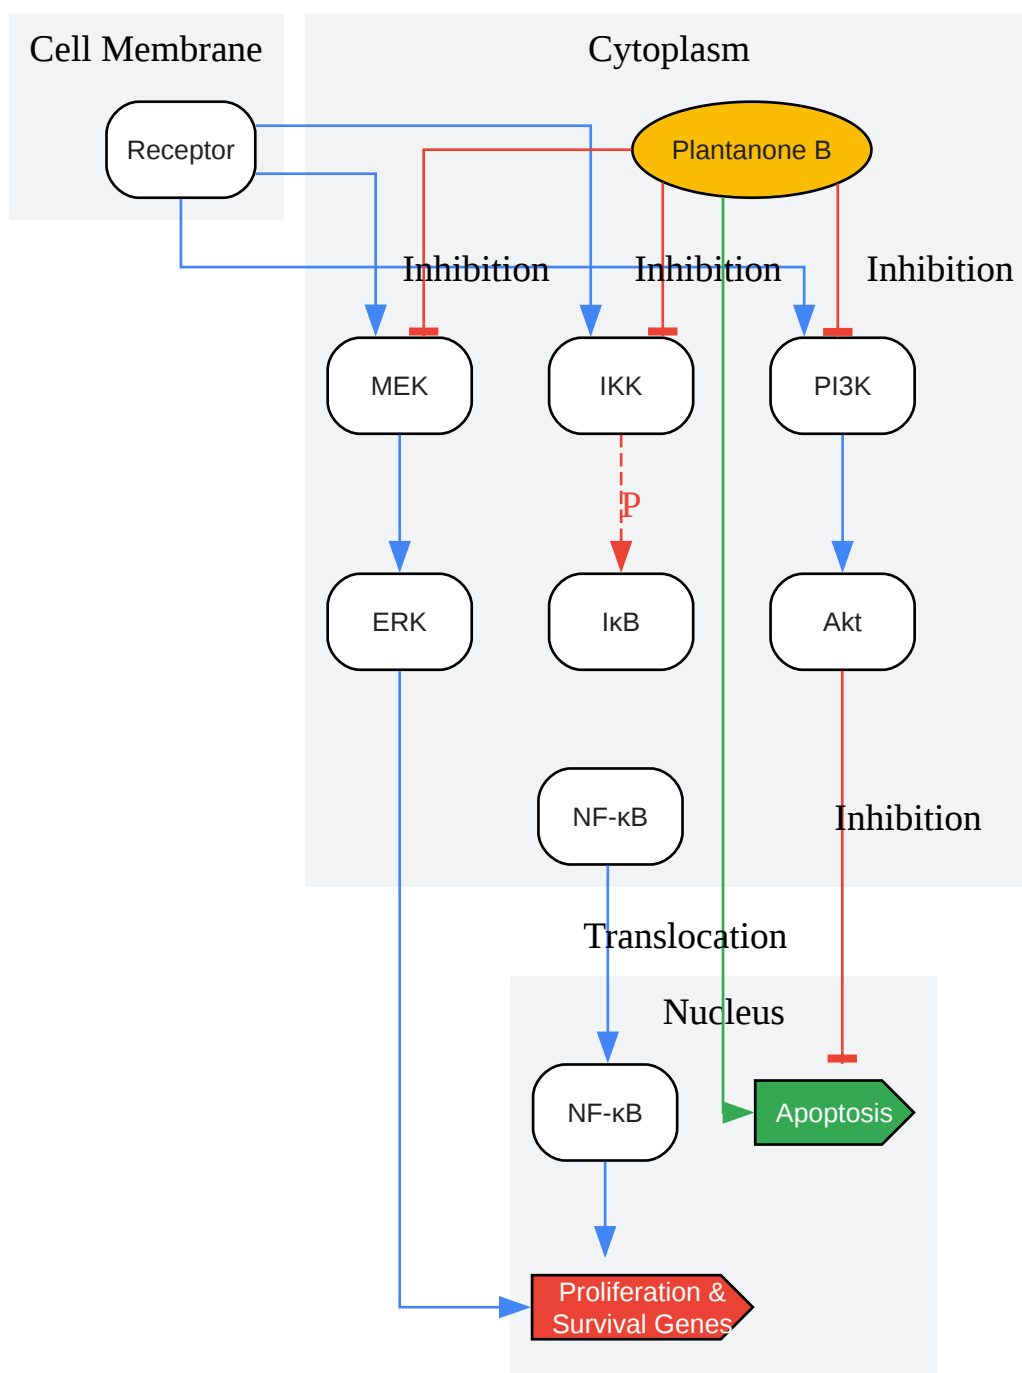 Cell Membrane
Cytoplasm
Receptor
Plantanone B
Inhibition
Inhibition
Inhibition
MEK
IKK
PI3K
P
ERK
IκB
Akt
NF-κB
Inhibition
Translocation
Nucleus
NF-κB
Apoptosis
Proliferation &
Survival Genes